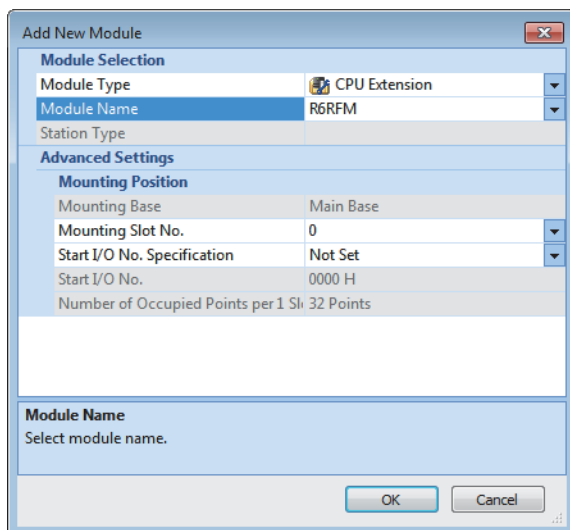 Add New Module
Module Selection
Module Type CPU Extension
Module Name R6RFM
Station Type
Advanced Settings
Mounting Position
Mounting Base Main Base
Mounting Slot No. 0
Start I/O No. Specification Not Set
Start I/O No. 0000 H
Number of Occupied Points per 1 Sl 32 Points
Module Name
Select module name.
OK Cancel